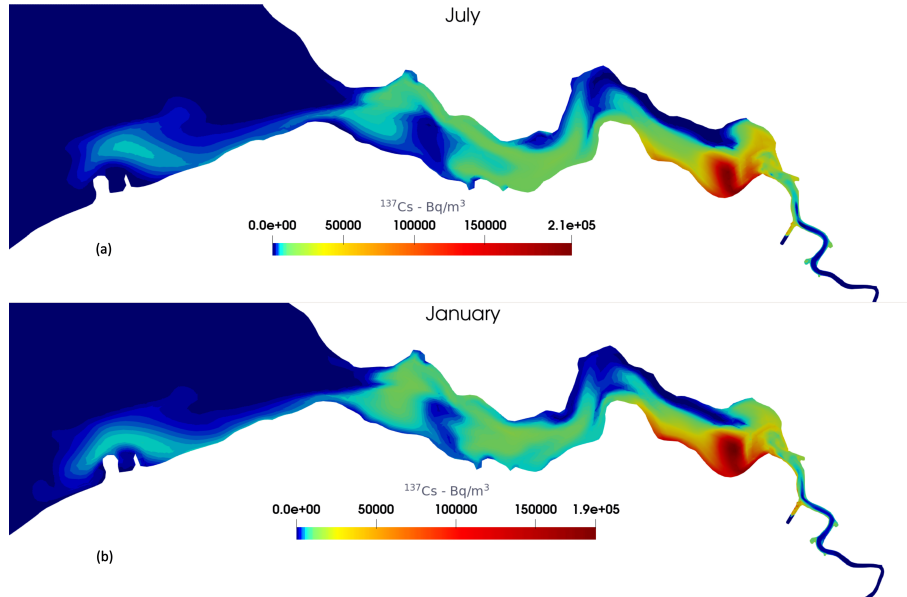 July
¹³⁷Cs - Bq/m³
0.0e+00 50000 100000 150000 2.1e+05
(a)
January
¹³⁷Cs - Bq/m³
0.0e+00 50000 100000 150000 1.9e+05
(b)